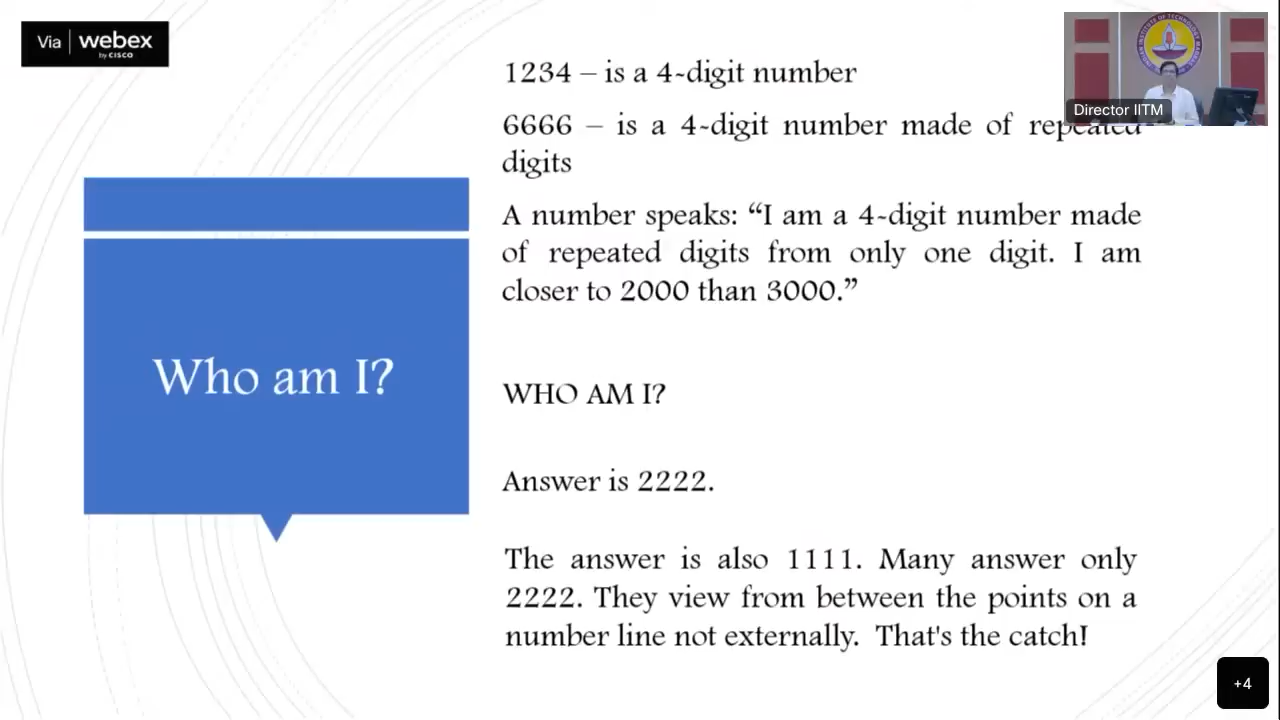 Via webex
by CISCO
1234 – is a 4-digit number
Director IITM
6666 – is a 4-digit number made of repeated
digits
A number speaks: “I am a 4-digit number made
of repeated digits from only one digit. I am
closer to 2000 than 3000.”
Who am I?
WHO AM I?
Answer is 2222.
The answer is also 1111. Many answer only
2222. They view from between the points on a
number line not externally. That's the catch!
+4